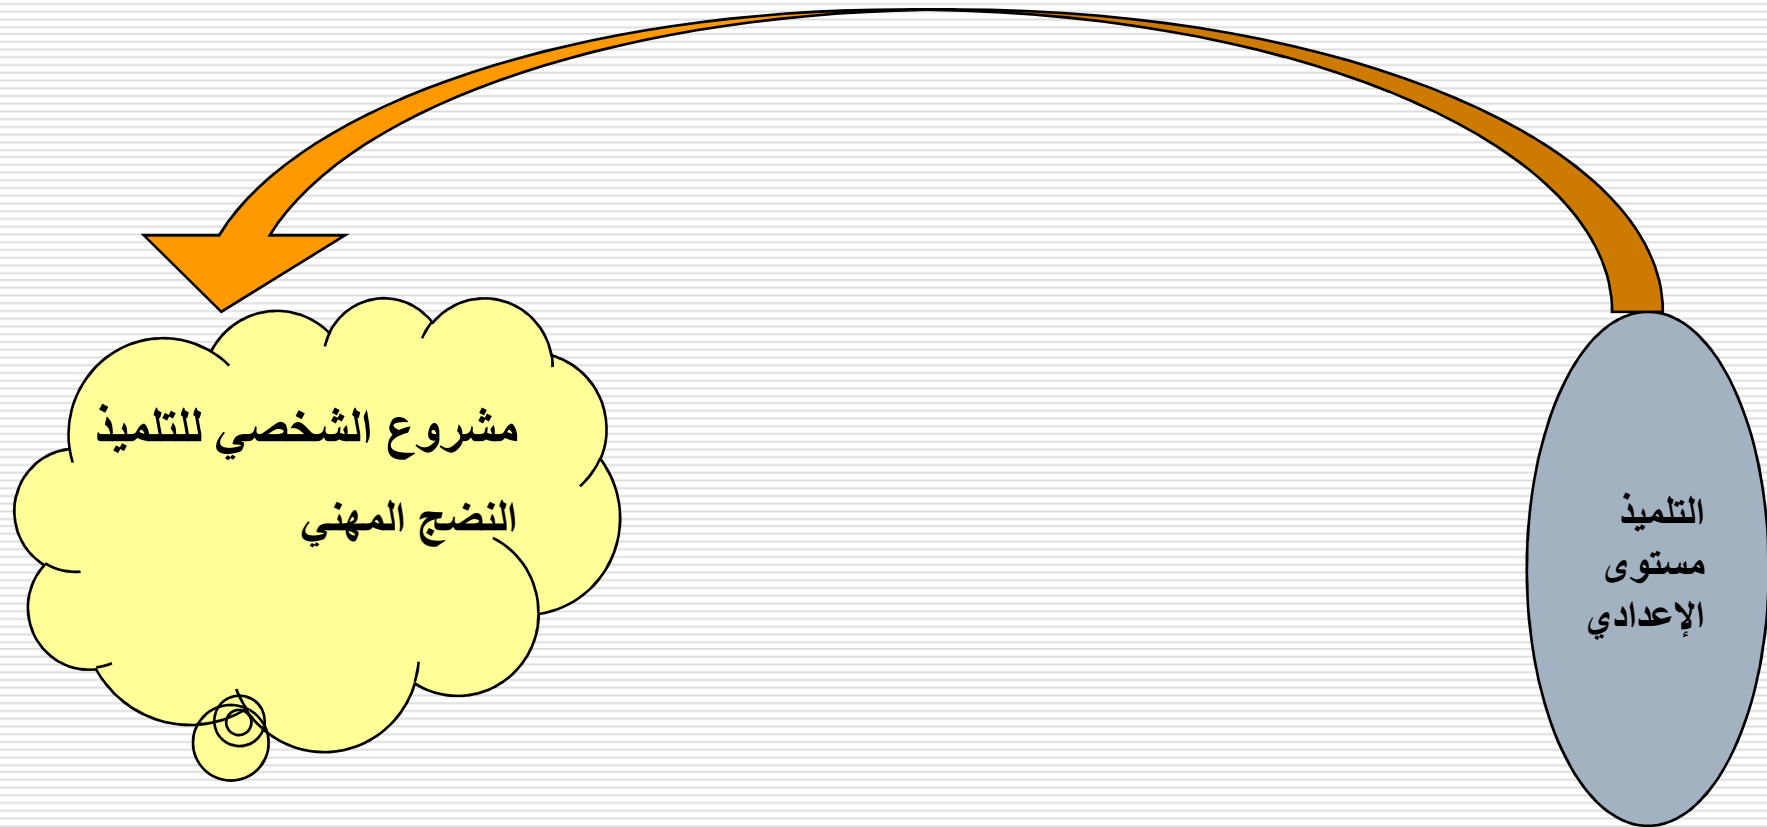 مشروع الشخصي للتلميذ
النضج المهني
التلميذ
مستوى
الإعدادي